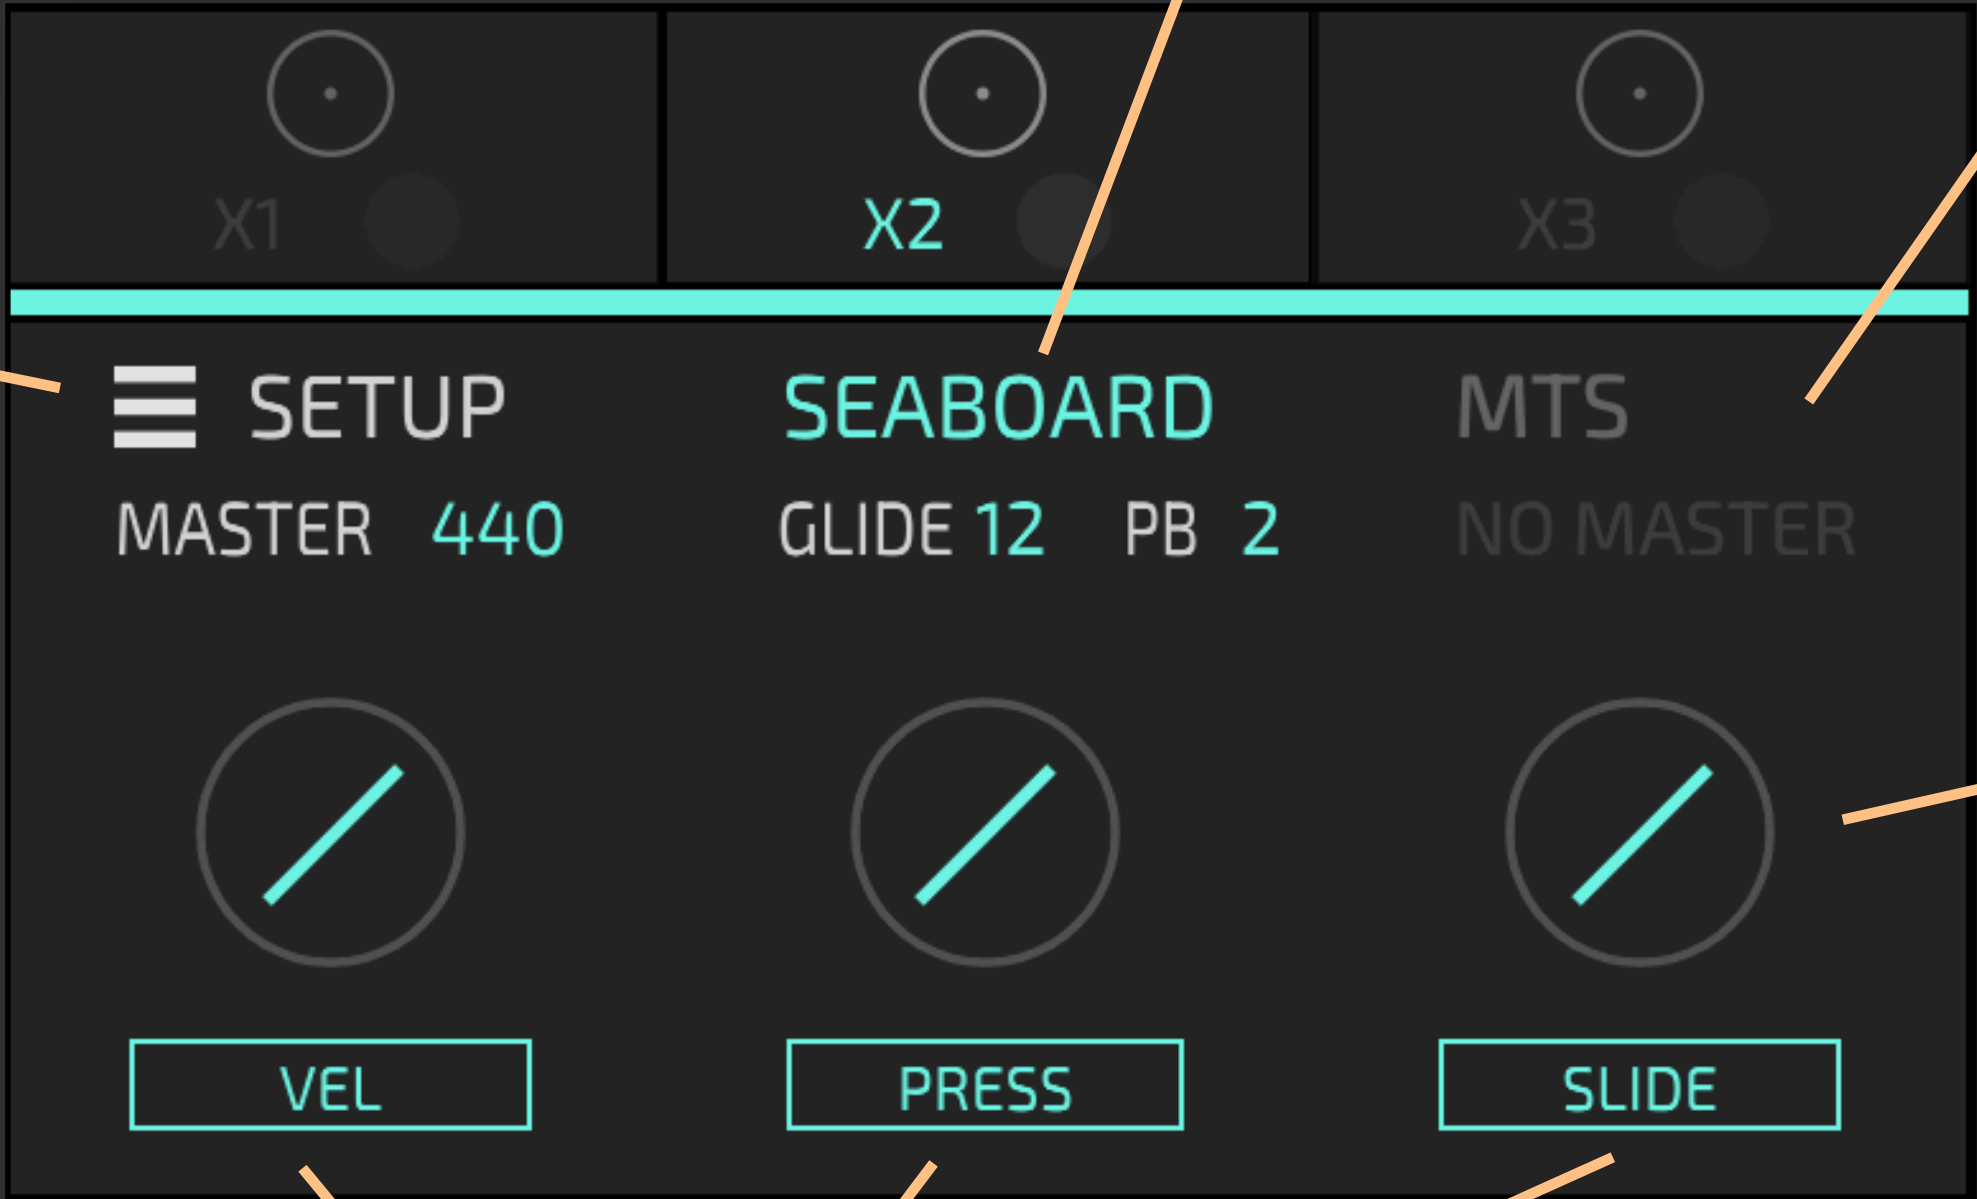 X1 X2 X3
SETUP SEABOARD MTS
MASTER 440 GLIDE 12 PB 2 NO MASTER
VEL PRESS SLIDE